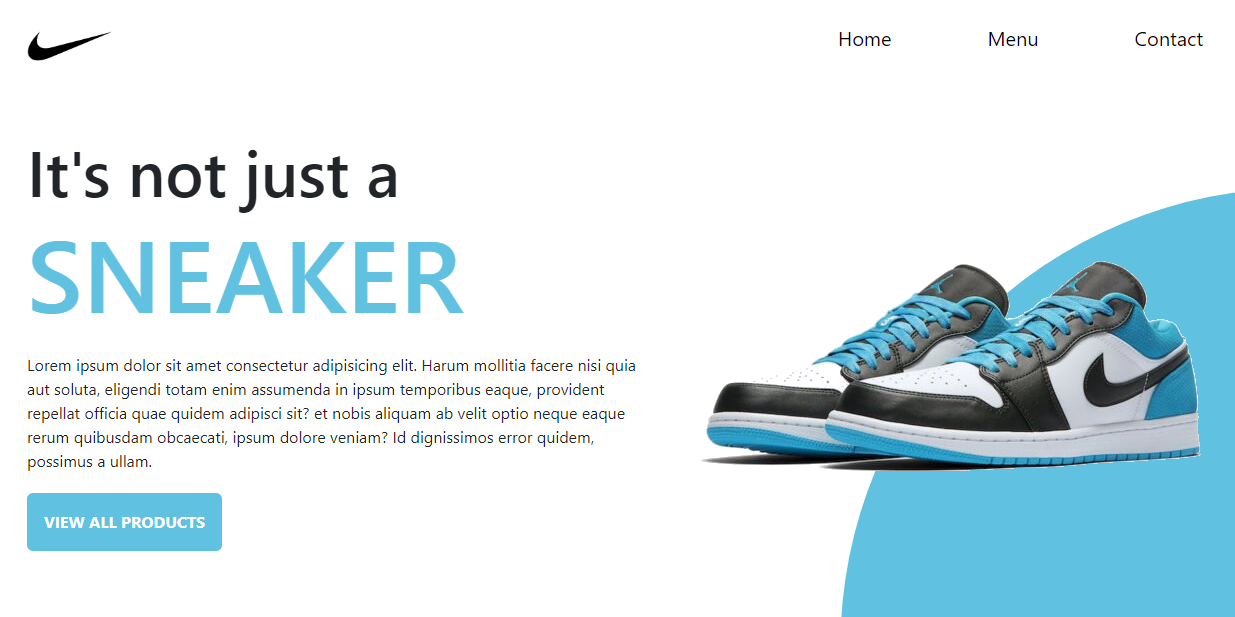 Home Menu Contact
It's not just a
SNEAKER
Lorem ipsum dolor sit amet consectetur adipisicing elit. Harum mollitia facere nisi quia
aut soluta, eligendi totam enim assumenda in ipsum temporibus eaque, provident
repellat officia quae quidem adipisci sit? et nobis aliquam ab velit optio neque eaque
rerum quibusdam obcaecati, ipsum dolore veniam? Id dignissimos error quidem,
possimus a ullam.
VIEW ALL PRODUCTS